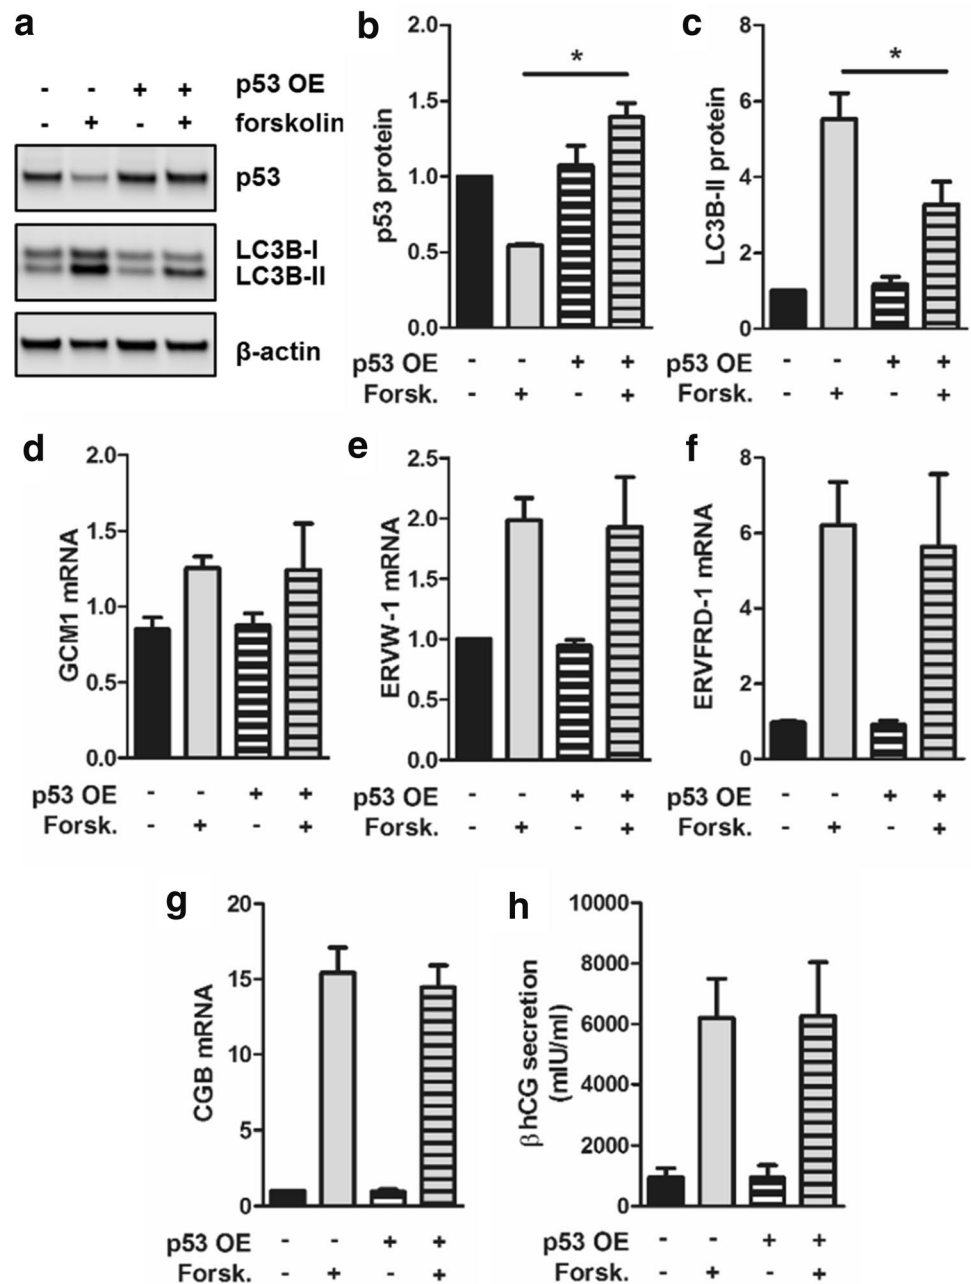 a
- - + + p53 OE
- + - + forskolin
p53
LC3B-I
LC3B-II
β-actin
b
2.0
1.5
1.0
0.5
0.0
p53 protein
*
p53 OE - - + +
Forsk. - + - +
c
8
6
4
2
0
LC3B-II protein
*
p53 OE - - + +
Forsk. - + - +
d
2.0
1.5
1.0
0.5
0.0
GCM1 mRNA
p53 OE - - + +
Forsk. - + - +
e
2.5
2.0
1.5
1.0
0.5
0.0
ERVW-1 mRNA
p53 OE - - + +
Forsk. - + - +
f
8
6
4
2
0
ERVFRD-1 mRNA
p53 OE - - + +
Forsk. - + - +
g
20
15
10
5
0
CGB mRNA
p53 OE - - + +
Forsk. - + - +
h
10000
8000
6000
4000
2000
0
βhCG secretion
(mIU/ml)
p53 OE - - + +
Forsk. - + - +